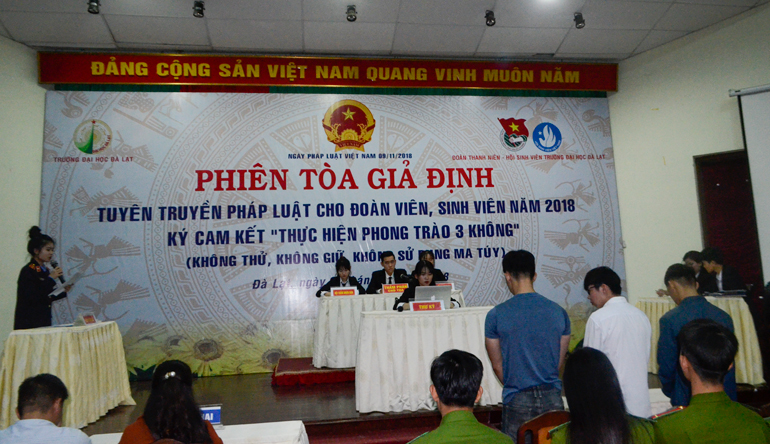 ĐẢNG CỘNG SẢN VIỆT NAM QUANG VINH MUÔN NĂM
TRƯỜNG ĐẠI HỌC ĐÀ LẠT
NGÀY PHÁP LUẬT VIỆT NAM 09/11/2018
ĐOÀN THANH NIÊN - HỘI SINH VIÊN TRƯỜNG ĐẠI HỌC ĐÀ LẠT
PHIÊN TÒA GIẢ ĐỊNH
TUYÊN TRUYỀN PHÁP LUẬT CHO ĐOÀN VIÊN, SINH VIÊN NĂM 2018
KÝ CAM KẾT "THỰC HIỆN PHONG TRÀO 3 KHÔNG"
(KHÔNG THỬ, KHÔNG GIỮ, KHÔNG SỬ DỤNG MA TÚY)
Đà Lạt, ngày
THẨM PHÁN
THƯ KÝ